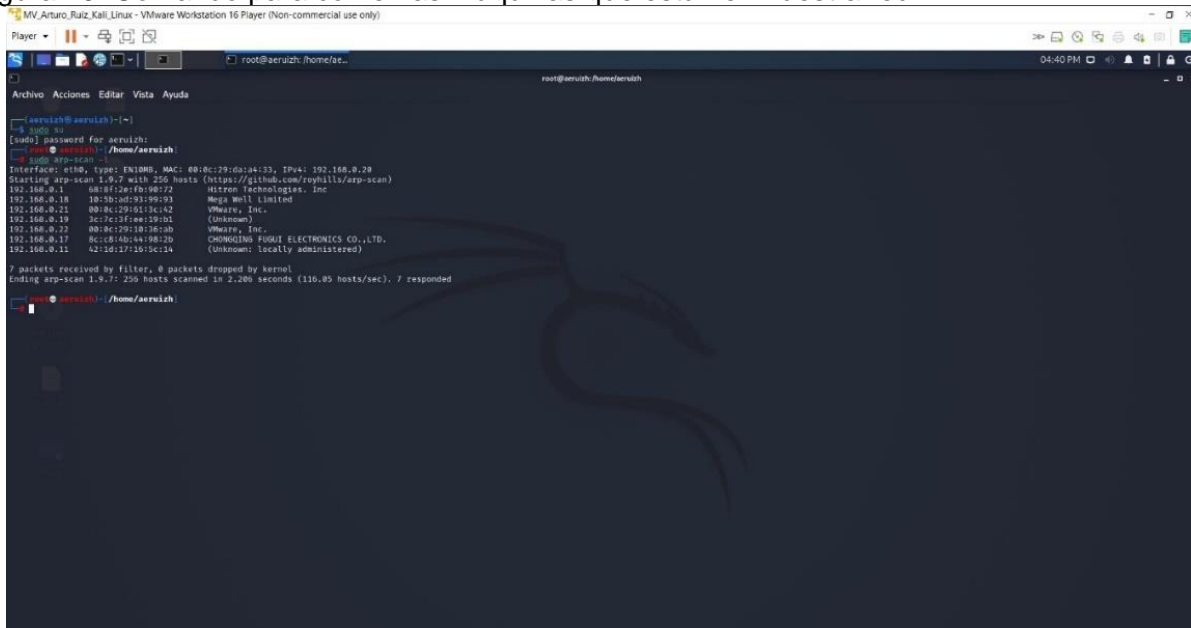 MV_Arturo_Ruiz_Kali_Linux - VMware Workstation 16 Player (Non-commercial use only)
Player
root@aeruizh: /home/ae...
04:40 PM
root@aeruizh:/home/aeruizh
Archivo Acciones Editar Vista Ayuda
(aeruizh㉿aeruizh)-[~]
$ sudo su
[sudo] password for aeruizh:
(root💀aeruizh)-[/home/aeruizh]
# sudo arp-scan -l
Interface: eth0, type: EN10MB, MAC: 00:0c:29:da:a4:33, IPv4: 192.168.0.20
Starting arp-scan 1.9.7 with 256 hosts (https://github.com/royhills/arp-scan)
192.168.0.1 68:8f:2e:fb:90:72 Hitron Technologies. Inc
192.168.0.18 10:5b:ad:93:99:93 Mega Well Limited
192.168.0.21 00:0c:29:61:3c:42 VMware, Inc.
192.168.0.19 3c:7c:3f:ee:19:b1 (Unknown)
192.168.0.22 00:0c:29:10:36:ab VMware, Inc.
192.168.0.17 8c:c8:4b:44:98:2b CHONGQING FUGUI ELECTRONICS CO.,LTD.
192.168.0.11 42:1d:17:16:5c:14 (Unknown: locally administered)
7 packets received by filter, 0 packets dropped by kernel
Ending arp-scan 1.9.7: 256 hosts scanned in 2.206 seconds (116.05 hosts/sec). 7 responded
(root💀aeruizh)-[/home/aeruizh]
#